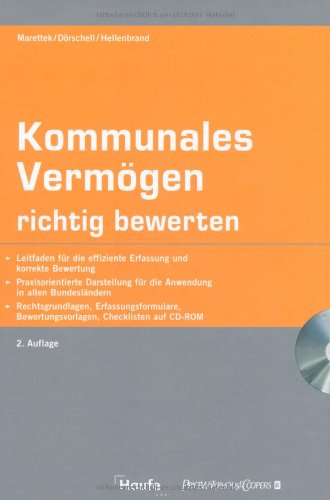 Marettek/Dörschell/Hellenbrand
Kommunales
Vermögen
richtig bewerten
Leitfaden für die effiziente Erfassung und
korrekte Bewertung
Praxisorientierte Darstellung für die Anwendung
in allen Bundesländern
Rechtsgrundlagen, Erfassungsformulare,
Bewertungsvorlagen, Checklisten auf CD-ROM
2. Auflage
Haufe PRICEWATERHOUSECOOPERS